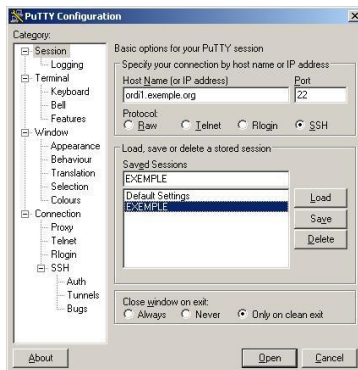 PuTTY Configuration
Category:
Session
Logging
Terminal
Keyboard
Bell
Features
Window
Appearance
Behaviour
Translation
Selection
Colours
Connection
Proxy
Telnet
Rlogin
SSH
Auth
Tunnels
Bugs
Basic options for your PuTTY session
Specify your connection by host name or IP address
Host Name (or IP address) Port
ordi1.exemple.org 22
Protocol:
Raw Telnet Rlogin SSH
Load, save or delete a stored session
Saved Sessions
EXEMPLE
Default Settings
EXEMPLE
Load
Save
Delete
Close window on exit:
Always Never Only on clean exit
About Open Cancel